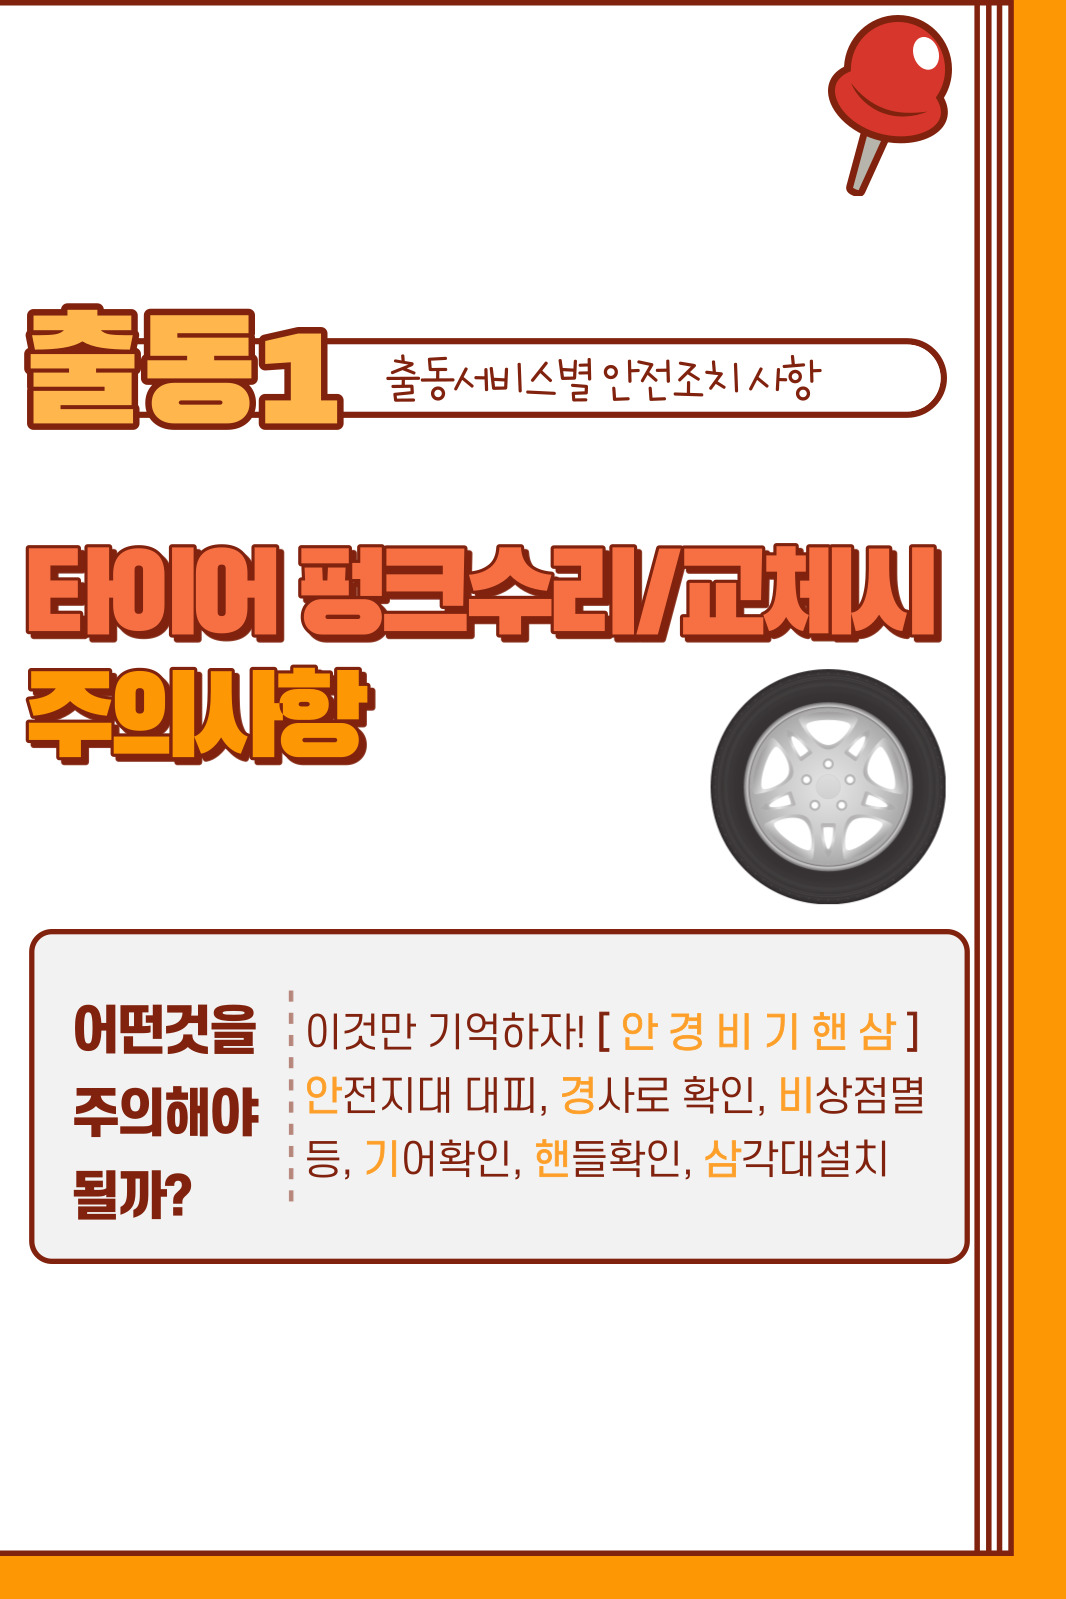 출동1 출동서비스별 안전조치 사항
타이어 펑크수리/교체시
주의사항
어떤것을
주의해야
될까?
이것만 기억하자! [ 안 경 비 기 핸 삼 ]
안전지대 대피, 경사로 확인, 비상점멸
등, 기어확인, 핸들확인, 삼각대설치